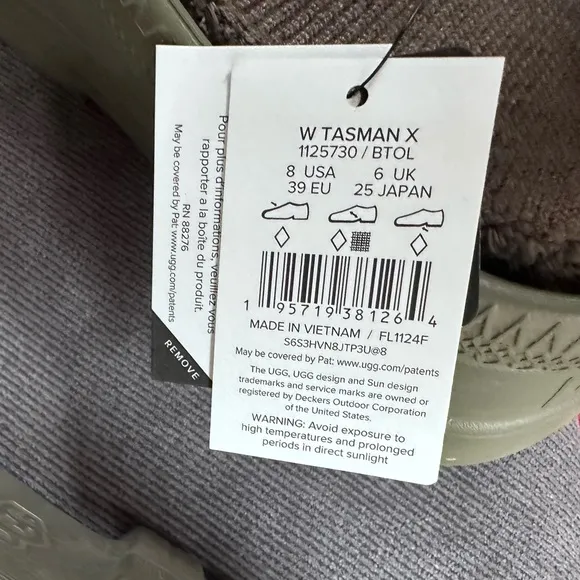 W TASMAN X
1125730 / BTOL
8 USA 6 UK
39 EU 25 JAPAN
1 95719 38126 4
MADE IN VIETNAM / FL1124F
S6S3HVN8JTP3U@8
May be covered by Pat: www.ugg.com/patents
The UGG, UGG design and Sun design
trademarks and service marks are owned or
registered by Deckers Outdoor Corporation
of the United States.
WARNING: Avoid exposure to
high temperatures and prolonged
periods in direct sunlight
Pour plus d'informations, veuillez vous
rapporter a la boîte du produit.
RN 88276
May be covered by Pat: www.ugg.com/patents
REMOVE